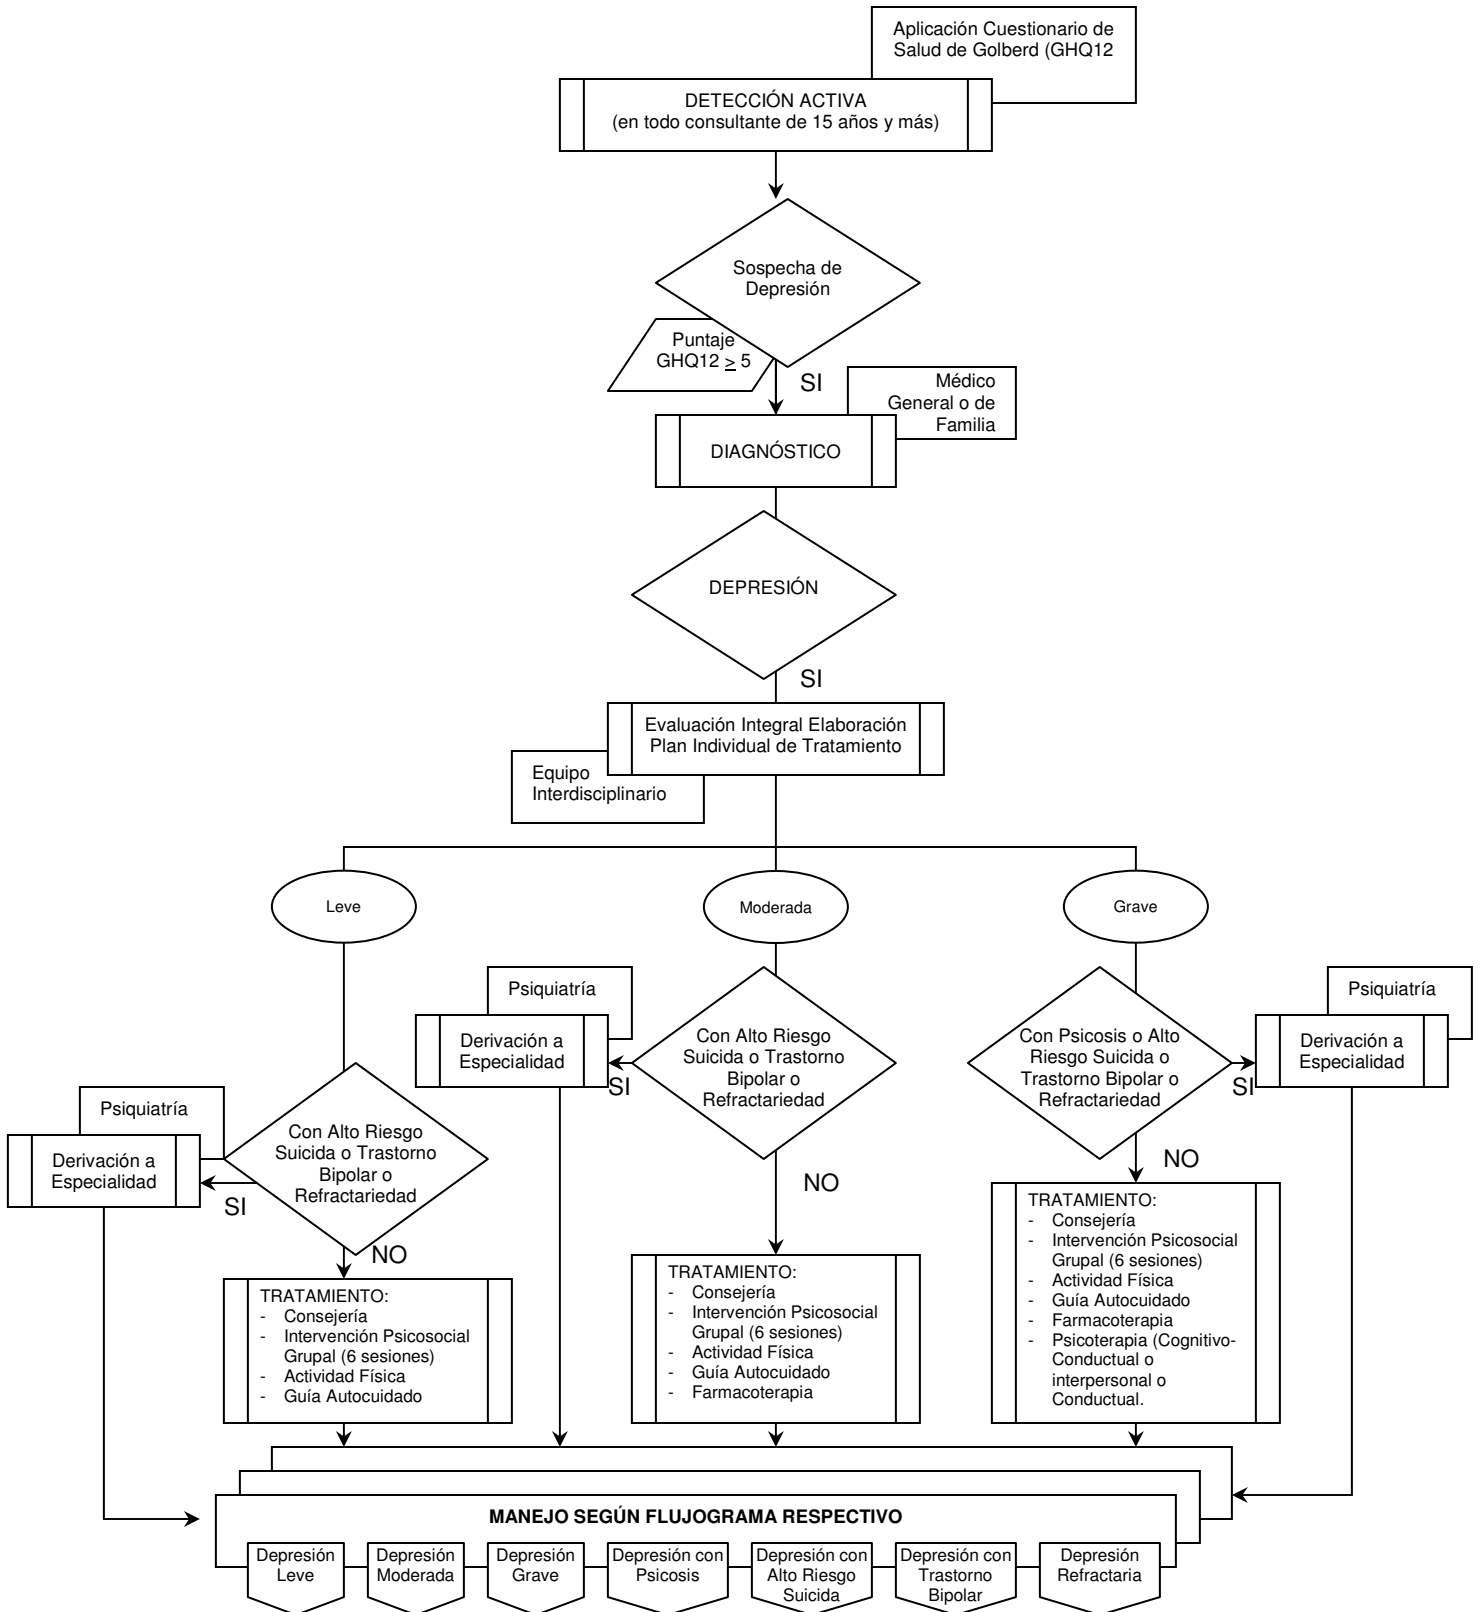 Aplicación Cuestionario de
Salud de Golberd (GHQ12
DETECCIÓN ACTIVA
(en todo consultante de 15 años y más)
Sospecha de
Depresión
Puntaje
GHQ12 ≥ 5
SI
Médico
General o de
Familia
DIAGNÓSTICO
DEPRESIÓN
SI
Evaluación Integral Elaboración
Plan Individual de Tratamiento
Equipo
Interdisciplinario
Leve
Moderada
Grave
Psiquiatría
Derivación a
Especialidad
Con Alto Riesgo
Suicida o Trastorno
Bipolar o
Refractariedad
SI
NO
TRATAMIENTO:
- Consejería
- Intervención Psicosocial
Grupal (6 sesiones)
- Actividad Física
- Guía Autocuidado
Psiquiatría
Derivación a
Especialidad
Con Alto Riesgo
Suicida o Trastorno
Bipolar o
Refractariedad
SI
NO
TRATAMIENTO:
- Consejería
- Intervención Psicosocial
Grupal (6 sesiones)
- Actividad Física
- Guía Autocuidado
- Farmacoterapia
Con Psicosis o Alto
Riesgo Suicida o
Trastorno Bipolar o
Refractariedad
SI
Psiquiatría
Derivación a
Especialidad
NO
TRATAMIENTO:
- Consejería
- Intervención Psicosocial
Grupal (6 sesiones)
- Actividad Física
- Guía Autocuidado
- Farmacoterapia
- Psicoterapia (Cognitivo-
Conductual o
interpersonal o
Conductual.
MANEJO SEGÚN FLUJOGRAMA RESPECTIVO
Depresión
Leve
Depresión
Moderada
Depresión
Grave
Depresión con
Psicosis
Depresión con
Alto Riesgo
Suicida
Depresión con
Trastorno
Bipolar
Depresión
Refractaria